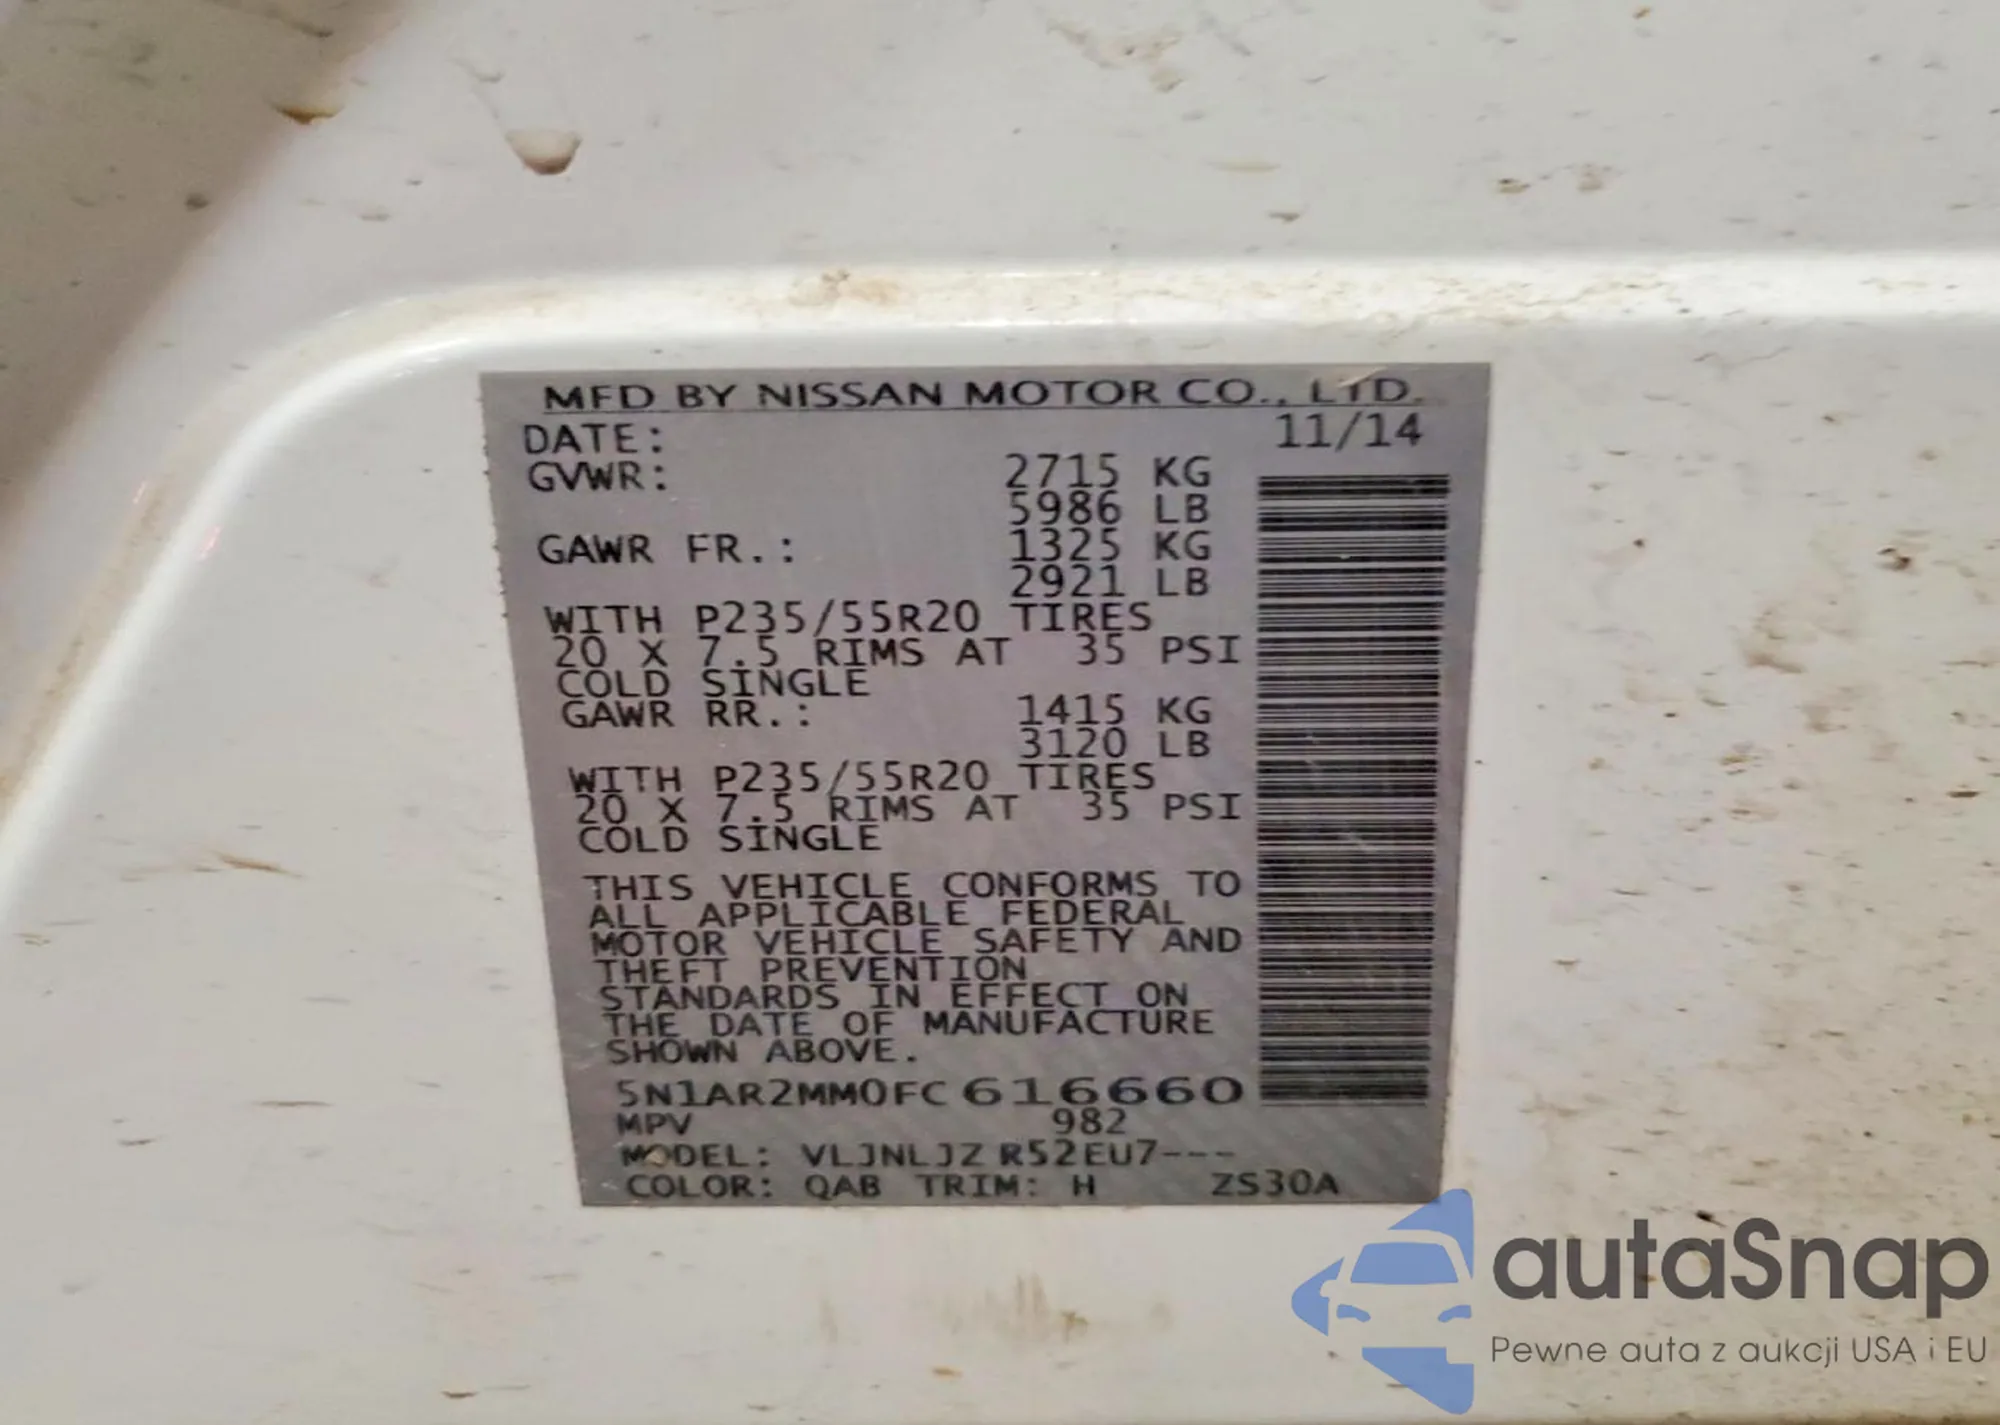 MFD BY NISSAN MOTOR CO., LTD.
DATE: 11/14
GVWR: 2715 KG
5986 LB
GAWR FR.: 1325 KG
2921 LB
WITH P235/55R20 TIRES
20 X 7.5 RIMS AT 35 PSI
COLD SINGLE
GAWR RR.: 1415 KG
3120 LB
WITH P235/55R20 TIRES
20 X 7.5 RIMS AT 35 PSI
COLD SINGLE
THIS VEHICLE CONFORMS TO
ALL APPLICABLE FEDERAL
MOTOR VEHICLE SAFETY AND
THEFT PREVENTION
STANDARDS IN EFFECT ON
THE DATE OF MANUFACTURE
SHOWN ABOVE.
5N1AR2MM0FC616660
MPV 982
MODEL: VLJNLJZ R52EU7---
COLOR: QAB TRIM: H ZS30A
autaSnap
Pewne auta z aukcji USA i EU